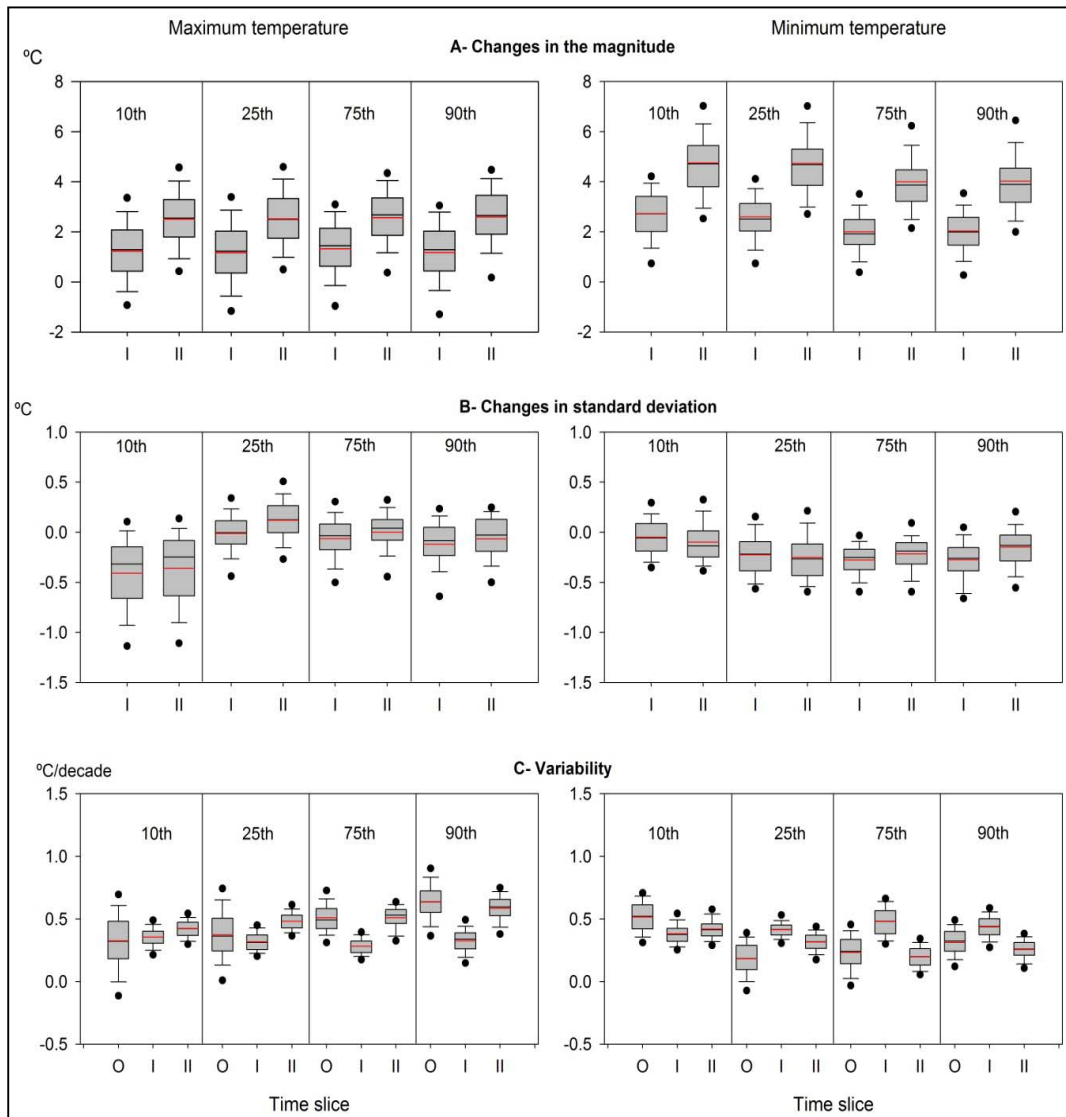 Maximum temperature Minimum temperature
A- Changes in the magnitude
ºC
8 8
10th 25th 75th 90th 10th 25th 75th 90th
6 6
4 4
2 2
0 0
-2 -2
I II I II I II I II I II I II I II I II
B- Changes in standard deviation
ºC
1.0 1.0
10th 25th 75th 90th 10th 25th 75th 90th
0.5 0.5
0.0 0.0
-0.5 -0.5
-1.0 -1.0
-1.5 -1.5
I II I II I II I II I II I II I II I II
C- Variability
ºC/decade
1.5 1.5
10th 25th 75th 90th 10th 25th 75th 90th
1.0 1.0
0.5 0.5
0.0 0.0
-0.5 -0.5
O I II O I II O I II O I II O I II O I II O I II O I II
Time slice Time slice